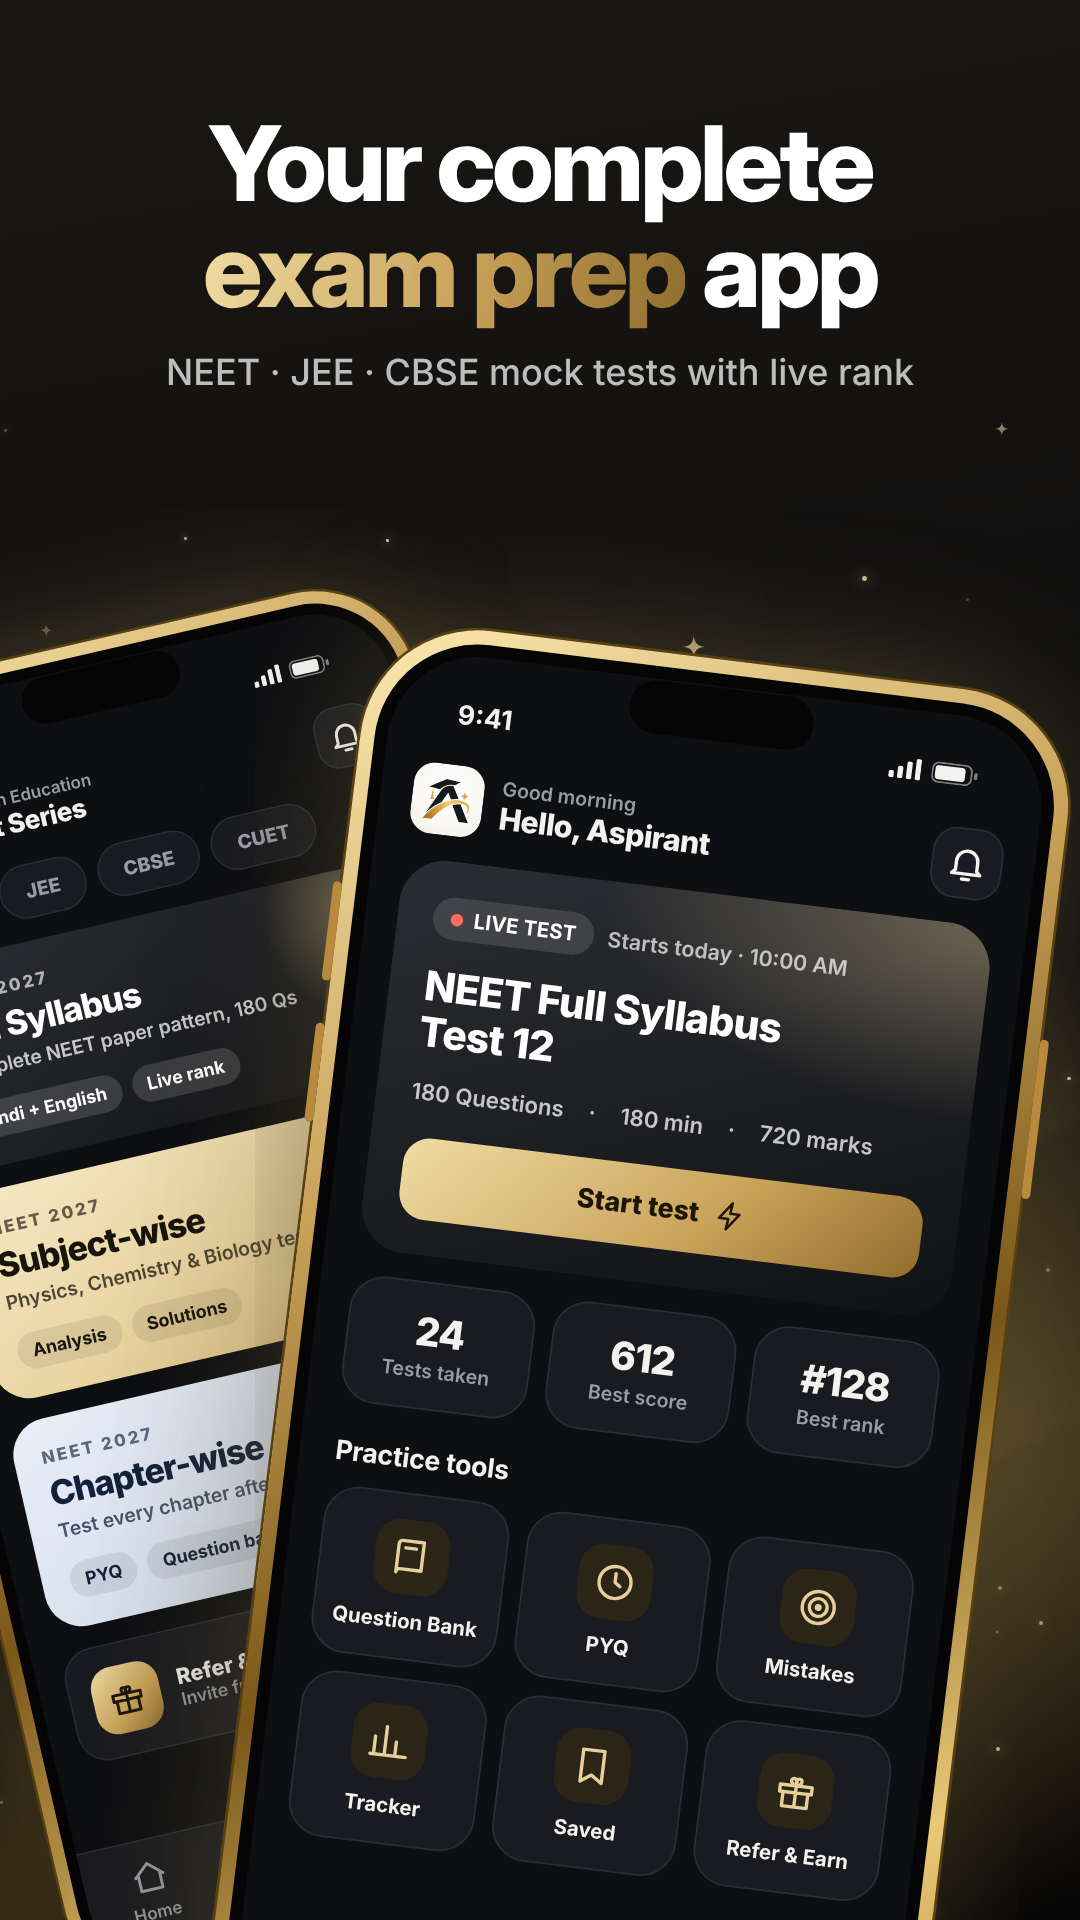 Your complete
exam prep app
NEET · JEE · CBSE mock tests with live rank
Education
Series
JEE
CBSE
CUET
2027
Syllabus
NEET paper pattern, 180 Qs
+ English
Live rank
2027
Subject-wise
Physics, Chemistry & Biology
Analysis
Solutions
NEET 2027
Chapter-wise
Test every chapter
PYQ
Question
Refer &
Invite
Home
9:41
Good morning
Hello, Aspirant
LIVE TEST
Starts today · 10:00 AM
NEET Full Syllabus
Test 12
180 Questions · 180 min · 720 marks
Start test
24
Tests taken
612
Best score
#128
Best rank
Practice tools
Question Bank
PYQ
Mistakes
Tracker
Saved
Refer & Earn